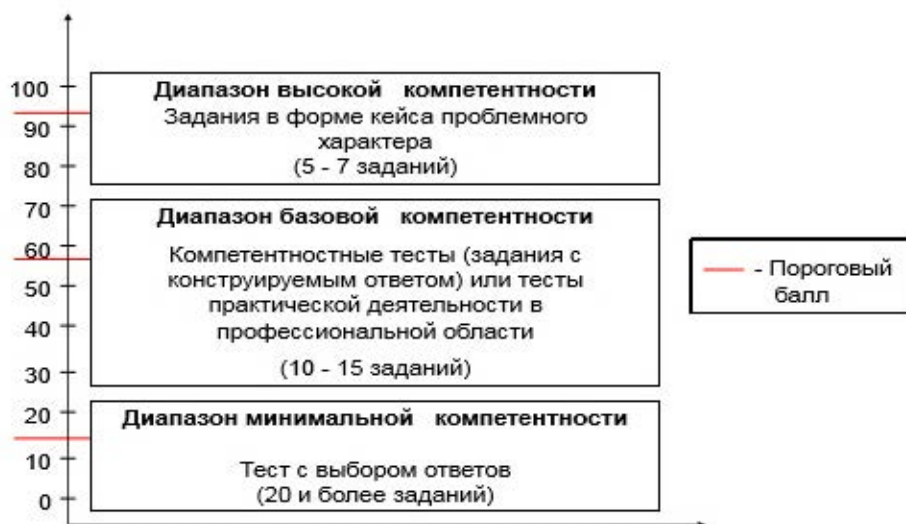 100
90
80
70
60
50
40
30
20
10
0
Диапазон высокой компетентности
Задания в форме кейса проблемного
характера
(5 - 7 заданий)
Диапазон базовой компетентности
Компетентностные тесты (задания с
конструируемым ответом) или тесты
практической деятельности в
профессиональной области
(10 - 15 заданий)
Диапазон минимальной компетентности
Тест с выбором ответов
(20 и более заданий)
- Пороговый
балл